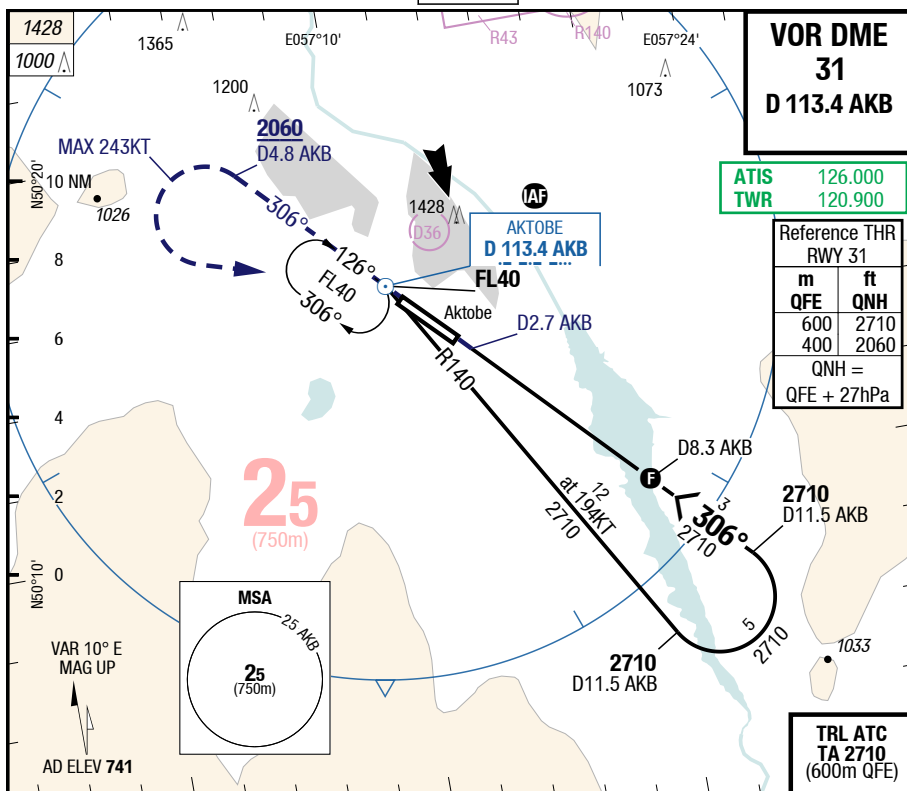 1428
1000
1365
E057°10'
R43
R140
E057°24'
1073
VOR DME
31
D 113.4 AKB
1200
2060
D4.8 AKB
MAX 243KT
N50°20'
10 NM
1026
306°
1428
D36
IAF
AKTOBE
D 113.4 AKB
FL40
ATIS 126.000
TWR 120.900
Reference THR
RWY 31
m ft
QFE QNH
600 2710
400 2060
QNH =
QFE + 27hPa
8
126°
FL40
306°
Aktobe
D2.7 AKB
6
R140
4
D8.3 AKB
F
25
(750m)
12
at 194KT
2710
3
306°
2710
2710
D11.5 AKB
2
N50°10'
0
MSA
25 AKB
25
(750m)
5
2710
2710
D11.5 AKB
1033
VAR 10° E
MAG UP
AD ELEV 741
TRL ATC
TA 2710
(600m QFE)